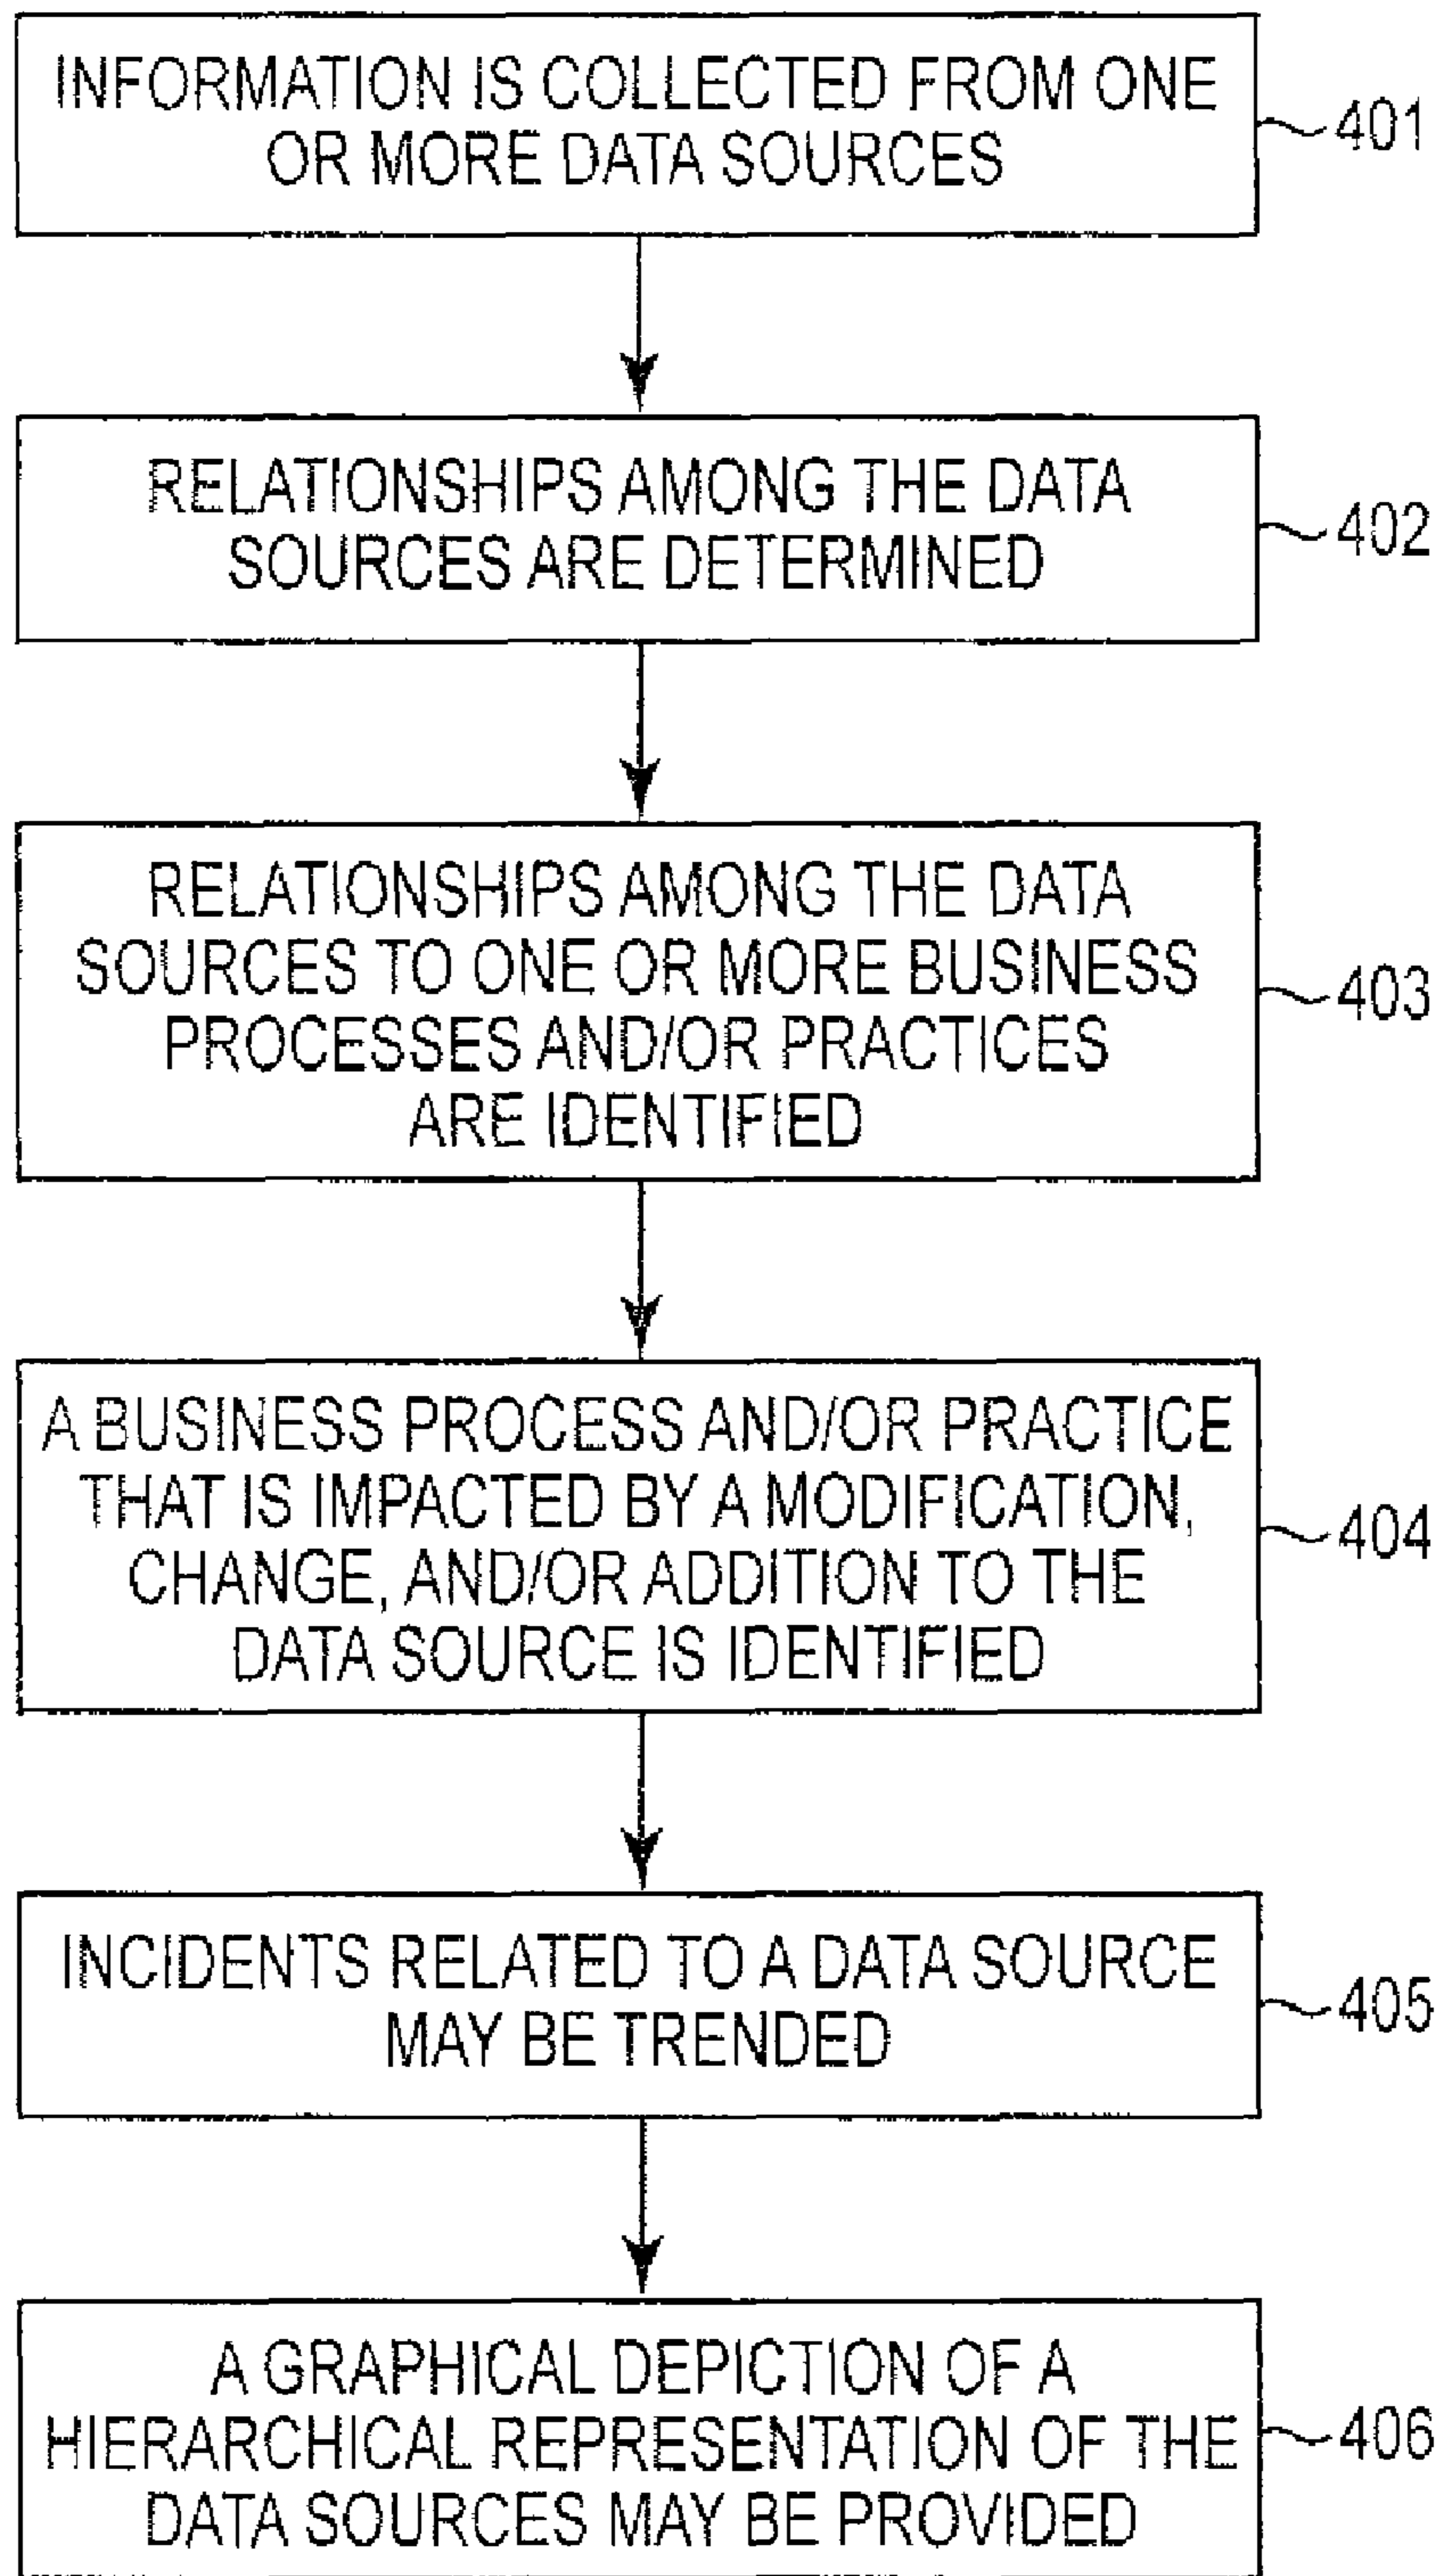 INFORMATION IS COLLECTED FROM ONE
OR MORE DATA SOURCES
401
RELATIONSHIPS AMONG THE DATA
SOURCES ARE DETERMINED
402
RELATIONSHIPS AMONG THE DATA
SOURCES TO ONE OR MORE BUSINESS
PROCESSES AND/OR PRACTICES
ARE IDENTIFIED
403
A BUSINESS PROCESS AND/OR PRACTICE
THAT IS IMPACTED BY A MODIFICATION,
CHANGE, AND/OR ADDITION TO THE
DATA SOURCE IS IDENTIFIED
404
INCIDENTS RELATED TO A DATA SOURCE
MAY BE TRENDED
405
A GRAPHICAL DEPICTION OF A
HIERARCHICAL REPRESENTATION OF THE
DATA SOURCES MAY BE PROVIDED
406